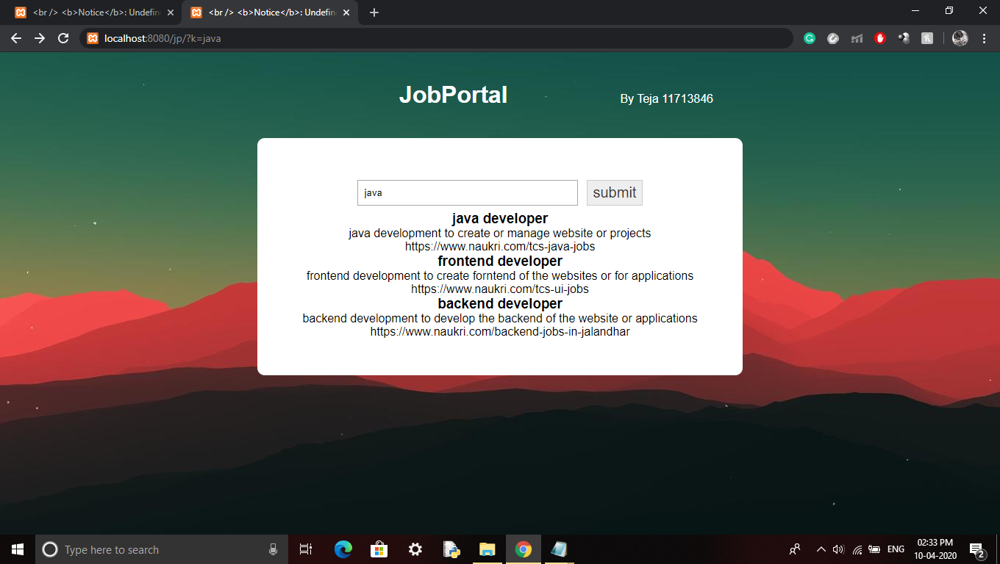 <br /> <b>Notice</b>: Undefin
<br /> <b>Notice</b>: Undefin
localhost:8080/jp/?k=java
JobPortal
By Teja 11713846
java
submit
java developer
java development to create or manage website or projects
https://www.naukri.com/tcs-java-jobs
frontend developer
frontend development to create forntend of the websites or for applications
https://www.naukri.com/tcs-ui-jobs
backend developer
backend development to develop the backend of the website or applications
https://www.naukri.com/backend-jobs-in-jalandhar
Type here to search
ENG
02:33 PM
10-04-2020
2